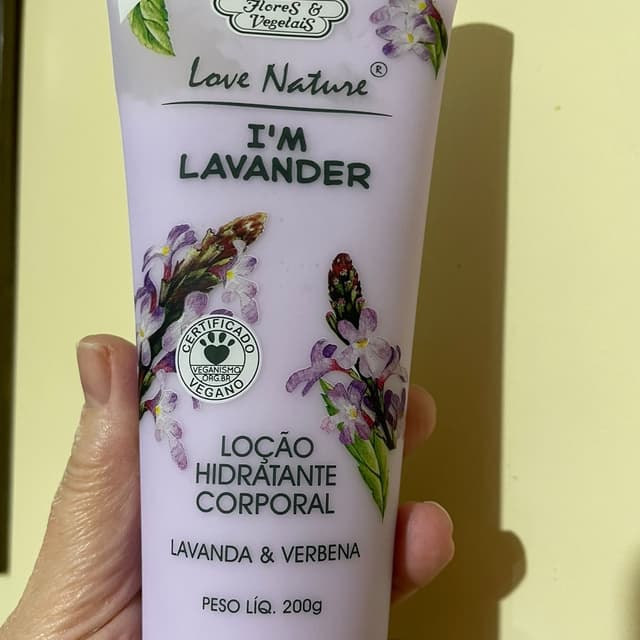 Flores &
Vegetais
Love Nature®
I'M
LAVANDER
CERTIFICADO
VEGANISMO
.ORG.BR
VEGANO
LOÇÃO
HIDRATANTE
CORPORAL
LAVANDA & VERBENA
PESO LÍQ. 200g